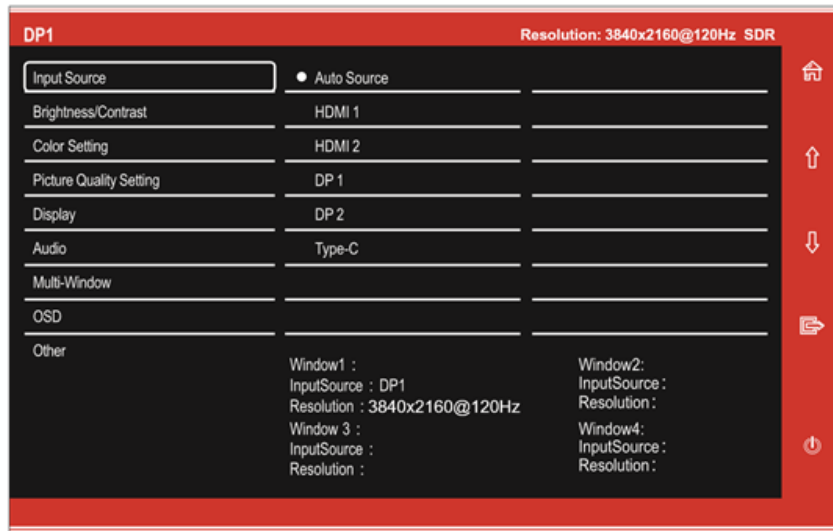 DP1 Resolution: 3840x2160@120Hz SDR
Input Source
Brightness/Contrast
Color Setting
Picture Quality Setting
Display
Audio
Multi-Window
OSD
Other
Auto Source
HDMI 1
HDMI 2
DP 1
DP 2
Type-C
Window1 :
InputSource : DP1
Resolution : 3840x2160@120Hz
Window2:
InputSource :
Resolution :
Window 3 :
InputSource :
Resolution :
Window4:
InputSource :
Resolution :